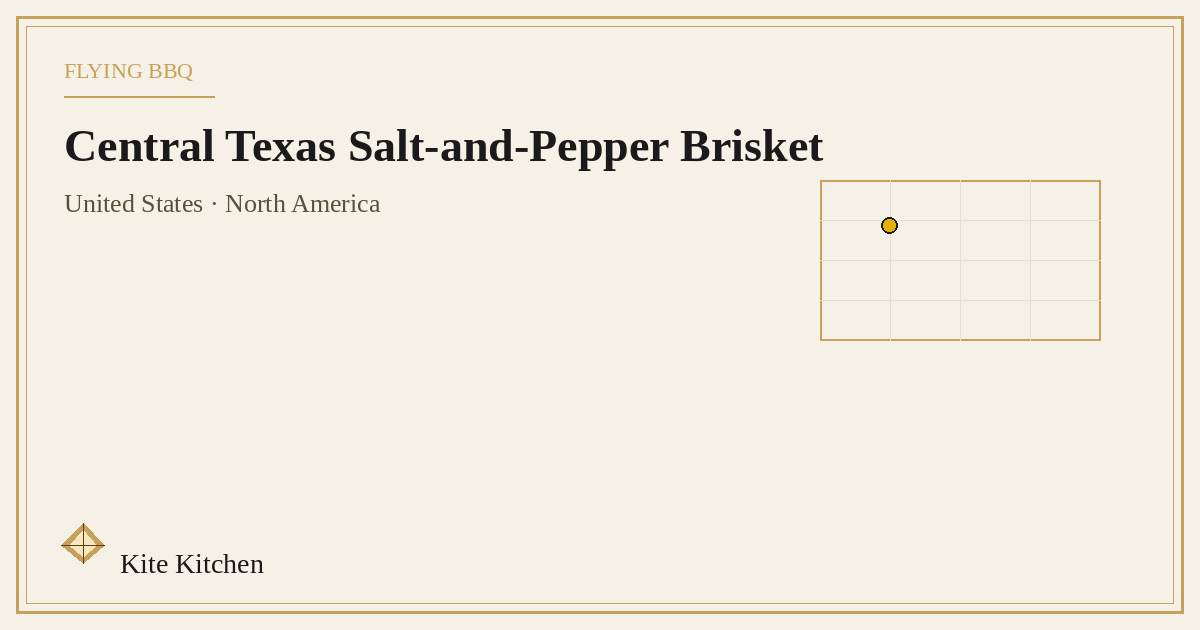 FLYING BBQ
Central Texas Salt-and-Pepper Brisket
United States · North America
Kite Kitchen